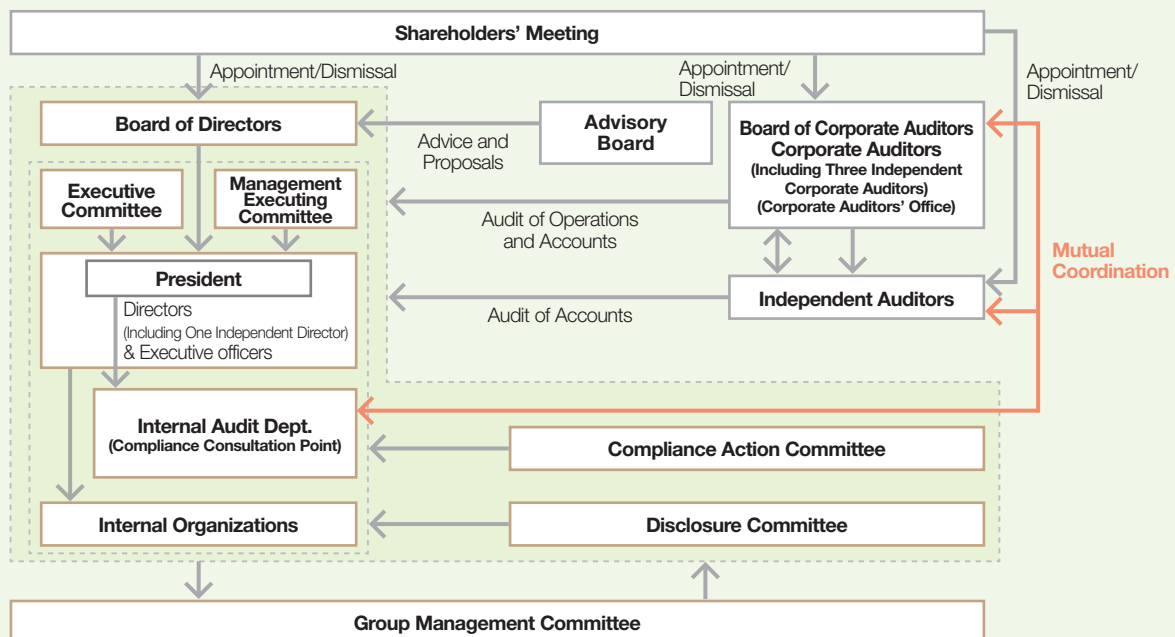 Shareholders’ Meeting
Appointment/Dismissal
Appointment/
Dismissal
Appointment/
Dismissal
Board of Directors
Advice and
Proposals
Advisory
Board
Board of Corporate Auditors
Corporate Auditors
(Including Three Independent
Corporate Auditors)
(Corporate Auditors’ Office)
Executive
Committee
Management
Executing
Committee
Audit of Operations
and Accounts
Mutual
Coordination
President
Directors
(Including One Independent Director)
& Executive officers
Audit of Accounts
Independent Auditors
Internal Audit Dept.
(Compliance Consultation Point)
Compliance Action Committee
Internal Organizations
Disclosure Committee
Group Management Committee